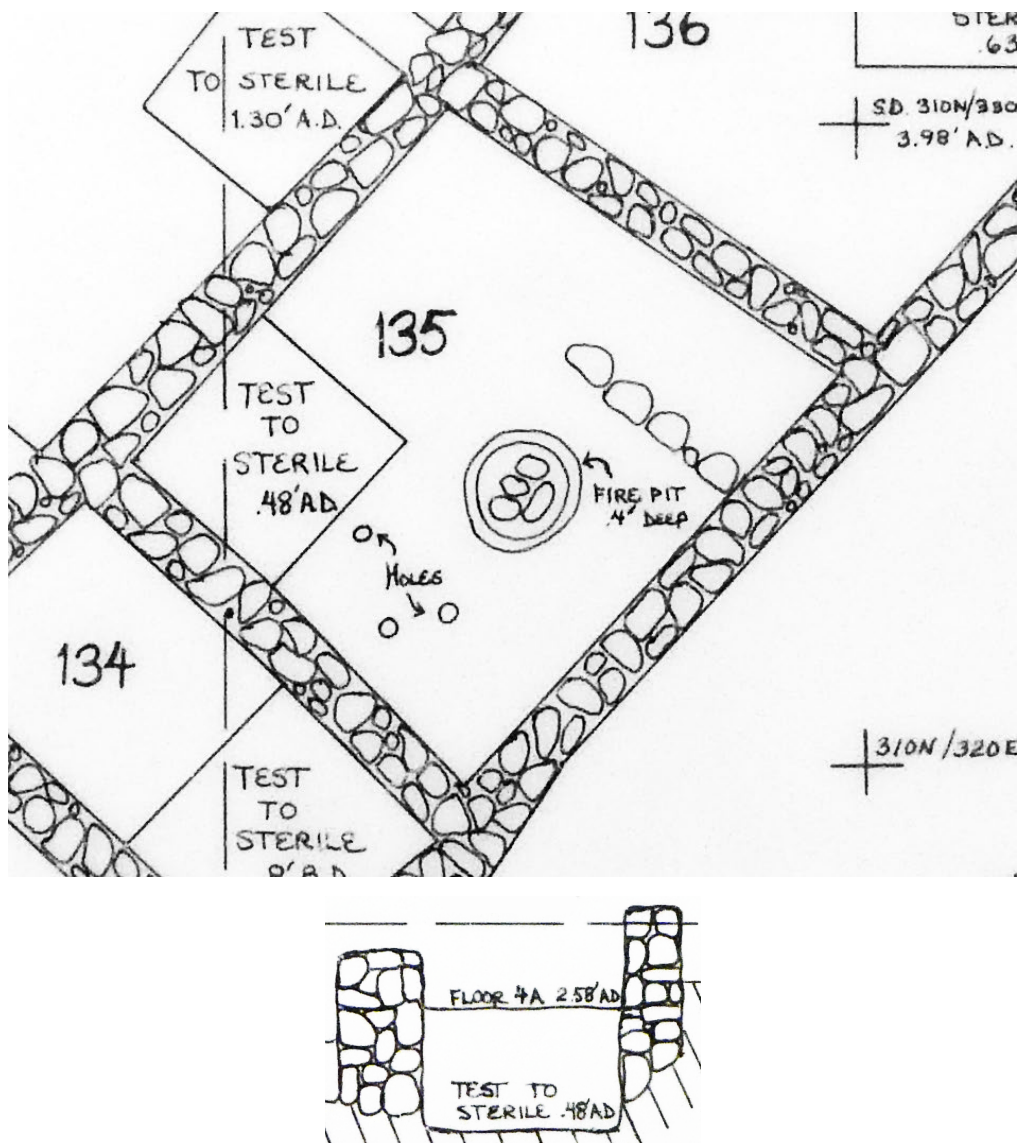 TEST
TO STERILE
1.30' A.D.
136
STER
.63
S.D. 310N/330
3.98' A.D.
135
TEST
TO
STERILE
.48' AD
FIRE PIT
.4' DEEP
HOLES
134
310N/320E
TEST
TO
STERILE
FLOOR 4A 2.58' AD
TEST TO
STERILE .48' AD